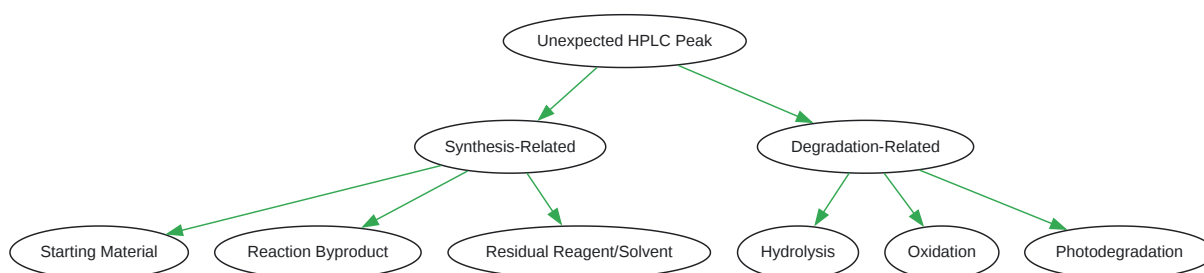 Unexpected HPLC Peak
Synthesis-Related
Degradation-Related
Starting Material
Reaction Byproduct
Residual Reagent/Solvent
Hydrolysis
Oxidation
Photodegradation